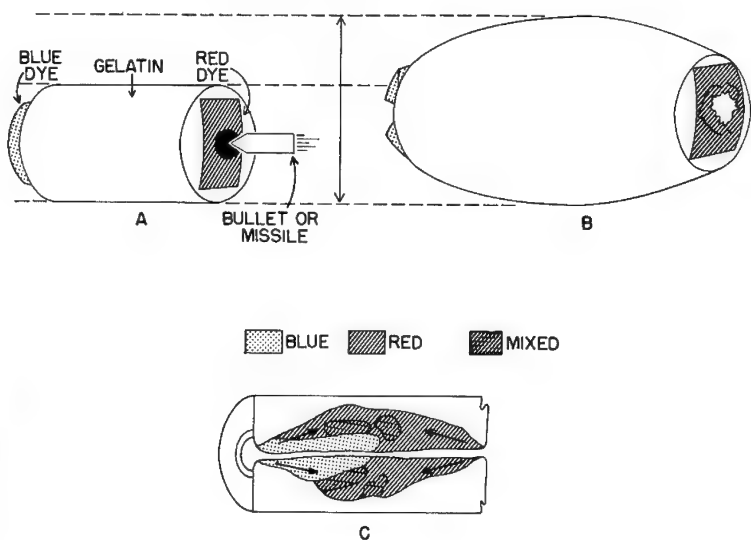 BLUE
DYE
GELATIN
RED
DYE
BULLET OR
MISSILE
A
B
BLUE
RED
MIXED
C